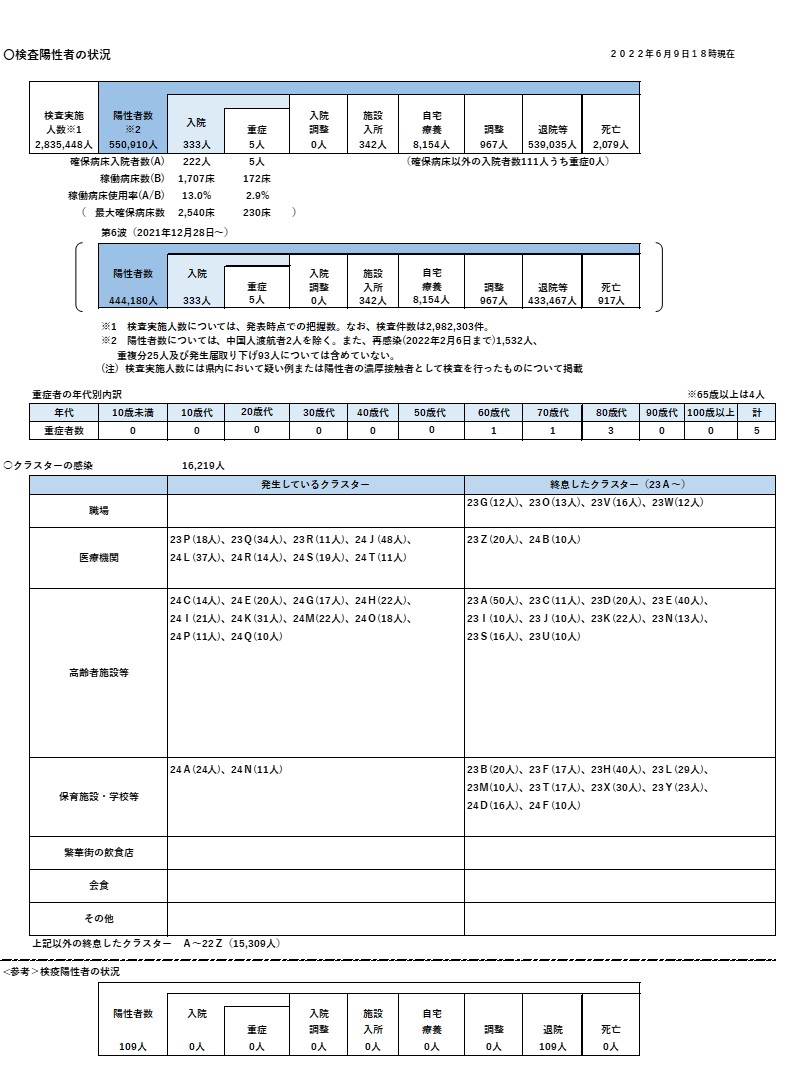 〇検査陽性者の状況
２０２２年６月９日１８時現在
検査実施 陽性者数 入院 入院 施設 自宅
人数※1 ※2 重症 調整 入所 療養 調整 退院等 死亡
2,835,448人 550,910人 333人 5人 0人 342人 8,154人 967人 539,035人 2,079人
確保病床入院者数(A) 222人 5人 （確保病床以外の入院者数111人うち重症0人）
稼働病床数(B) 1,707床 172床
稼働病床使用率(A/B) 13.0% 2.9%
（ 最大確保病床数 2,540床 230床 ）
第6波（2021年12月28日～）
陽性者数 入院 入院 施設 自宅
重症 調整 入所 療養 調整 退院等 死亡
444,180人 333人 5人 0人 342人 8,154人 967人 433,467人 917人
※1 検査実施人数については、発表時点での把握数。なお、検査件数は2,982,303件。
※2 陽性者数については、中国人渡航者2人を除く。また、再感染(2022年2月6日まで)1,532人、
重複分25人及び発生届取り下げ93人については含めていない。
(注) 検査実施人数には県内において疑い例または陽性者の濃厚接触者として検査を行ったものについて掲載
重症者の年代別内訳 ※65歳以上は4人
年代 10歳未満 10歳代 20歳代 30歳代 40歳代 50歳代 60歳代 70歳代 80歳代 90歳代 100歳以上 計
重症者数 0 0 0 0 0 0 1 1 3 0 0 5
〇クラスターの感染 16,219人
発生しているクラスター 終息したクラスター（23Ａ～）
職場 23Ｇ(12人)、23Ｏ(13人)、23Ｖ(16人)、23Ｗ(12人)
医療機関 23Ｐ(18人)、23Ｑ(34人)、23Ｒ(11人)、24Ｊ(48人)、
24Ｌ(37人)、24Ｒ(14人)、24Ｓ(19人)、24Ｔ(11人)
23Ｚ(20人)、24Ｂ(10人)
高齢者施設等 24Ｃ(14人)、24Ｅ(20人)、24Ｇ(17人)、24Ｈ(22人)、
24Ｉ(21人)、24Ｋ(31人)、24Ｍ(22人)、24Ｏ(18人)、
24Ｐ(11人)、24Ｑ(10人)
23Ａ(50人)、23Ｃ(11人)、23Ｄ(20人)、23Ｅ(40人)、
23Ｉ(10人)、23Ｊ(10人)、23Ｋ(22人)、23Ｎ(13人)、
23Ｓ(16人)、23Ｕ(10人)
保育施設・学校等 24Ａ(24人)、24Ｎ(11人)
23Ｂ(20人)、23Ｆ(17人)、23Ｈ(40人)、23Ｌ(29人)、
23Ｍ(10人)、23Ｔ(17人)、23Ｘ(30人)、23Ｙ(23人)、
24Ｄ(16人)、24Ｆ(10人)
繁華街の飲食店
会食
その他
上記以外の終息したクラスター Ａ～22Ｚ（15,309人）
<参考＞検疫陽性者の状況
陽性者数 入院 入院 施設 自宅
重症 調整 入所 療養 調整 退院 死亡
109人 0人 0人 0人 0人 0人 0人 109人 0人